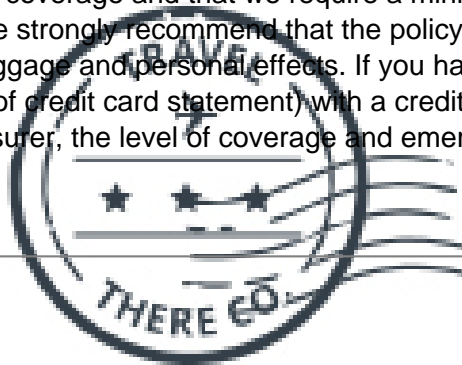 coverage and that we require a
e strongly recommend that the policy
ggage and personal effects. If you ha
of credit card statement) with a credit
surer, the level of coverage and emer
TRAVEL
THERE CO.